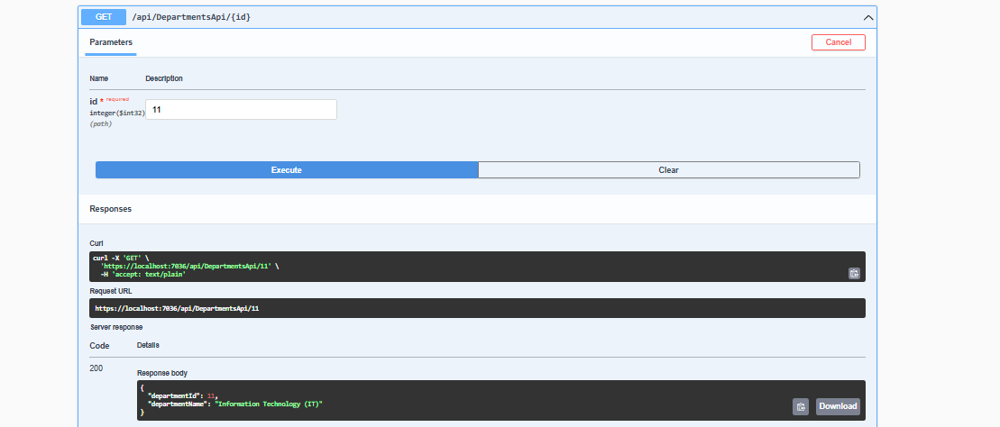 GET /api/DepartmentsApi/{id}
Parameters
Cancel
Name Description
id * required
integer($int32)
(path)
11
Execute Clear
Responses
Curl
curl -X 'GET' \
'https://localhost:7036/api/DepartmentsApi/11' \
-H 'accept: text/plain'
Request URL
https://localhost:7036/api/DepartmentsApi/11
Server response
Code Details
200
Response body
{
"departmentId": 11,
"departmentName": "Information Technology (IT)"
}
Download